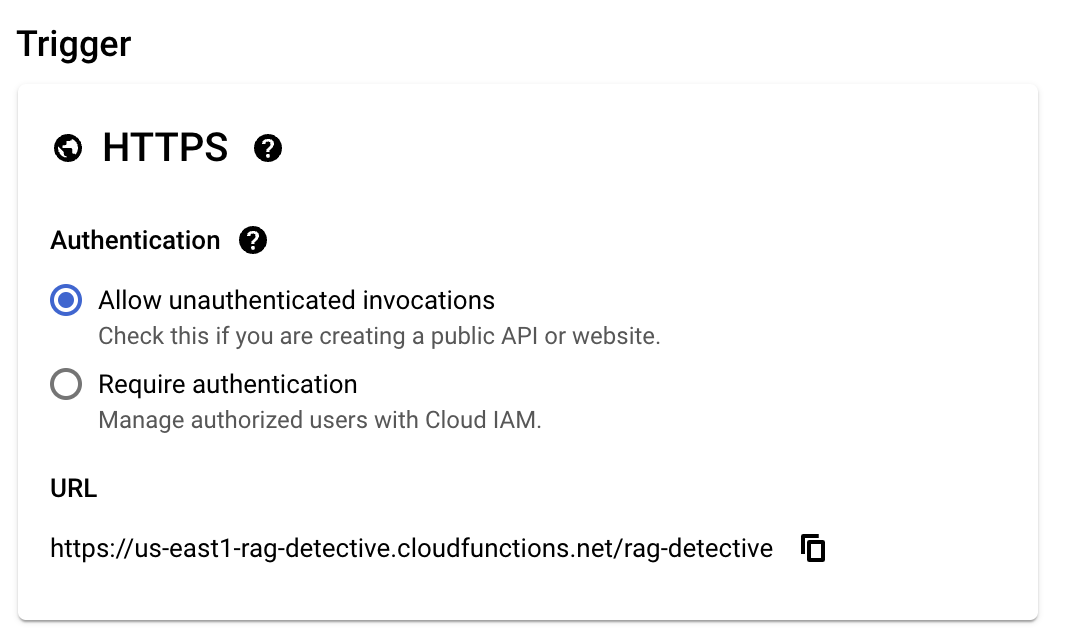 Trigger
HTTPS
Authentication
Allow unauthenticated invocations
Check this if you are creating a public API or website.
Require authentication
Manage authorized users with Cloud IAM.
URL
https://us-east1-rag-detective.cloudfunctions.net/rag-detective